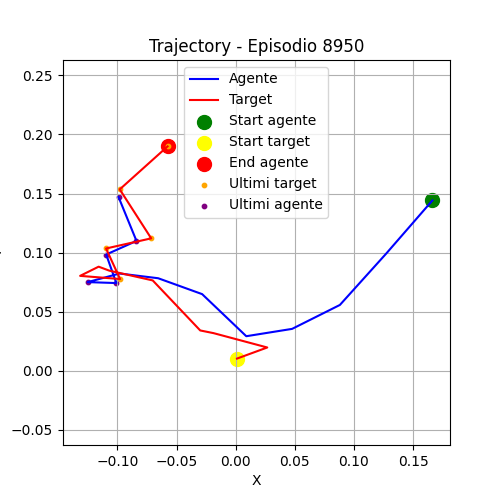 Trajectory - Episodio 8950
Agente
Target
Start agente
Start target
End agente
Ultimi target
Ultimi agente
0.25
0.20
0.15
0.10
0.05
0.00
−0.05
−0.10
−0.05
0.00
0.05
0.10
0.15
X